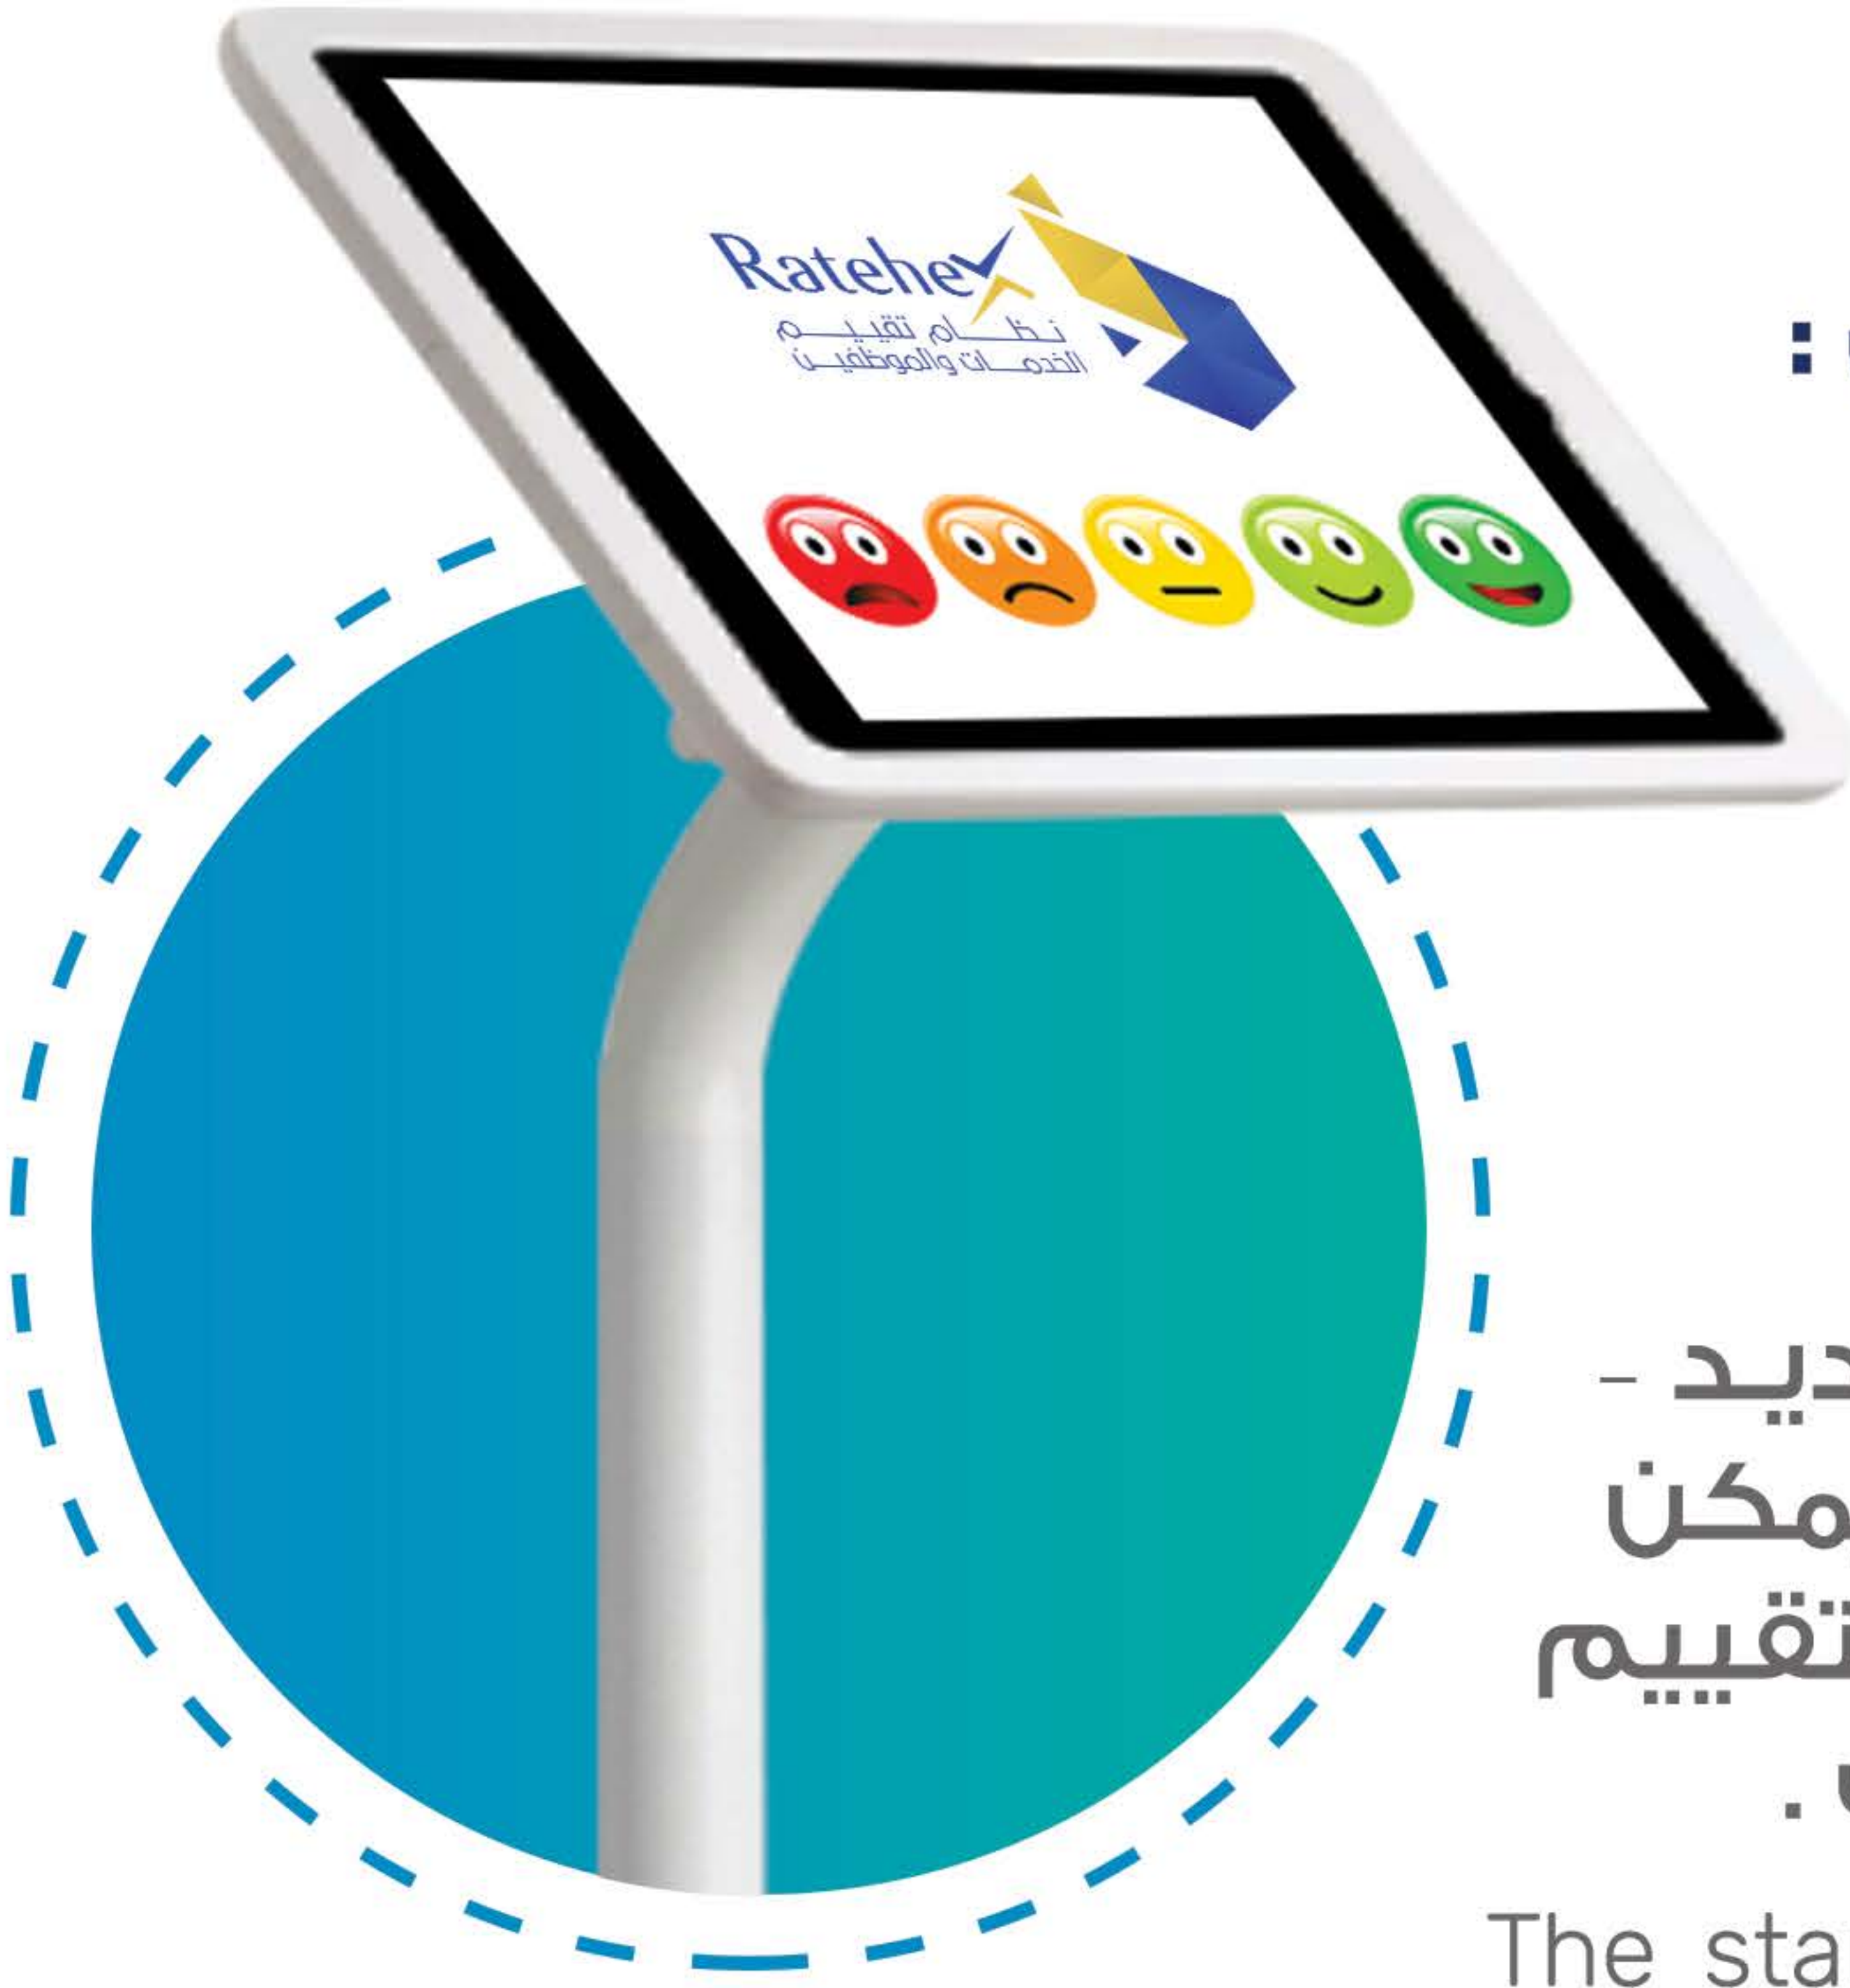 Ratehex
نظام تقييم
الخدمات والموظفين
:
ديد -
مكن
تقييم
.
The sta